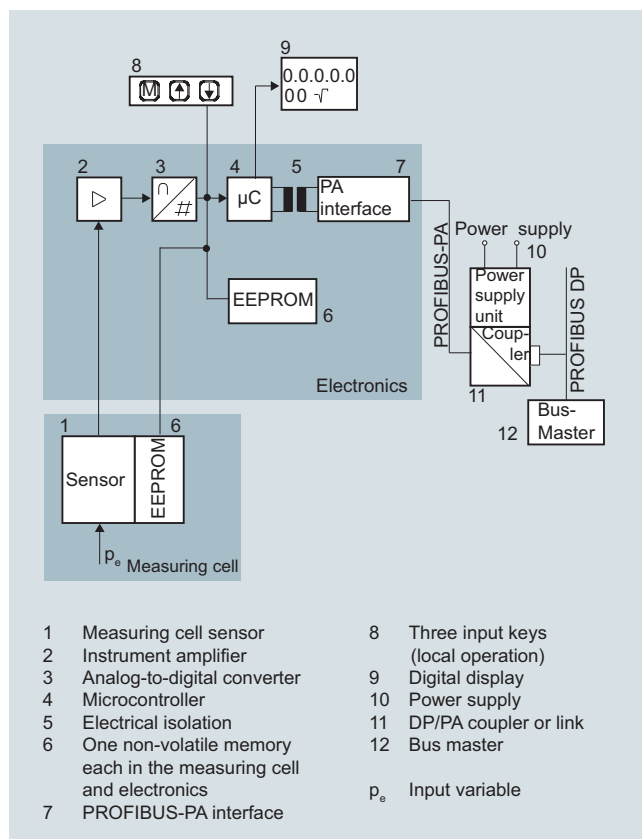 9
8
0.0.0.0.0
00 √
M
2
3
4
5
7
∩
#
µC
PA
interface
PROFIBUS-PA
Power supply
10
Power
supply
unit
Coup-
ler
PROFIBUS DP
EEPROM
6
11
Electronics
12
Bus-
Master
1
6
Sensor
EEPROM
pe
Measuring cell
1 Measuring cell sensor
2 Instrument amplifier
3 Analog-to-digital converter
4 Microcontroller
5 Electrical isolation
6 One non-volatile memory
each in the measuring cell
and electronics
7 PROFIBUS-PA interface
8 Three input keys
(local operation)
9 Digital display
10 Power supply
11 DP/PA coupler or link
12 Bus master
pe Input variable